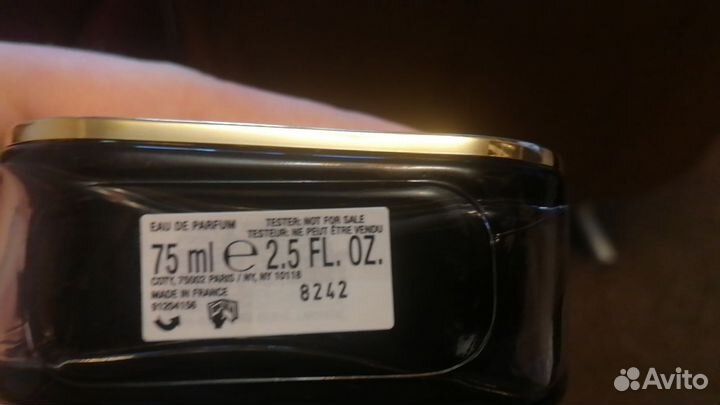 EAU DE PARFUM
TESTER: NOT FOR SALE
TESTEUR: NE PEUT ÊTRE VENDU
75 ml e 2.5 FL. OZ.
COTY, 75002 PARIS / NY, NY 10118
MADE IN FRANCE
8242
91204156
Avito